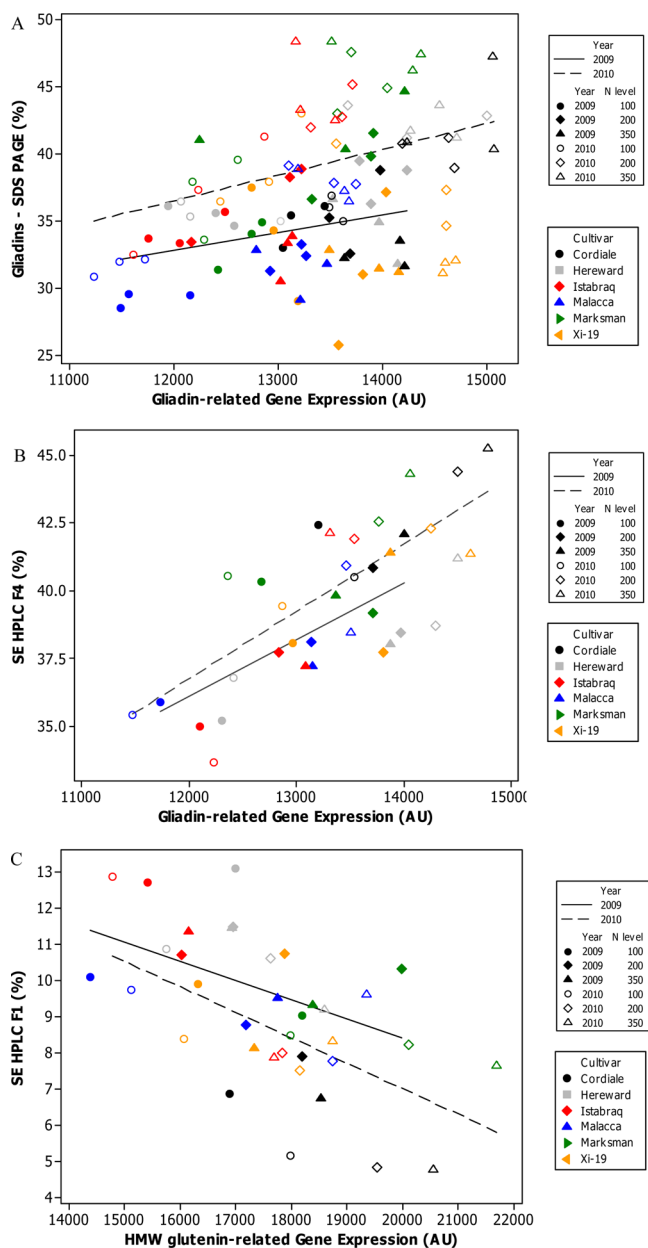 A
50
45
40
35
30
25
Gliadins - SDS PAGE (%)
11000 12000 13000 14000 15000
Gliadin-related Gene Expression (AU)
Year
2009
2010
Year N level
2009 100
2009 200
2009 350
2010 100
2010 200
2010 350
Cultivar
Cordiale
Hereward
Istabraq
Malacca
Marksman
Xi-19
B
45.0
42.5
40.0
37.5
35.0
SE HPLC F4 (%)
11000 12000 13000 14000 15000
Gliadin-related Gene Expression (AU)
Year
2009
2010
Year N level
2009 100
2009 200
2009 350
2010 100
2010 200
2010 350
Cultivar
Cordiale
Hereward
Istabraq
Malacca
Marksman
Xi-19
C
13
12
11
10
9
8
7
6
5
4
SE HPLC F1 (%)
14000 15000 16000 17000 18000 19000 20000 21000 22000
HMW glutenin-related Gene Expression (AU)
Year
2009
2010
Year N level
2009 100
2009 200
2009 350
2010 100
2010 200
2010 350
Cultivar
Cordiale
Hereward
Istabraq
Malacca
Marksman
Xi-19